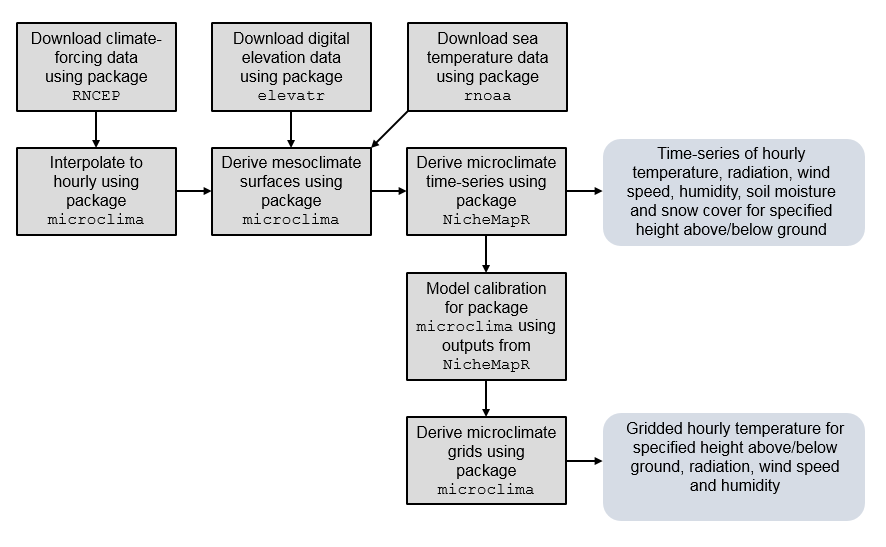 Download climate-
forcing data
using package
RNCEP
Download digital
elevation data
using package
elevatr
Download sea
temperature data
using package
rnoaa
Interpolate to
hourly using
package
microclima
Derive mesoclimate
surfaces using
package
microclima
Derive microclimate
time-series using
package
NicheMapR
Time-series of hourly
temperature, radiation, wind
speed, humidity, soil moisture
and snow cover for specified
height above/below ground
Model calibration
for package
microclima using
outputs from
NicheMapR
Derive microclimate
grids using
package
microclima
Gridded hourly temperature for
specified height above/below
ground, radiation, wind speed
and humidity